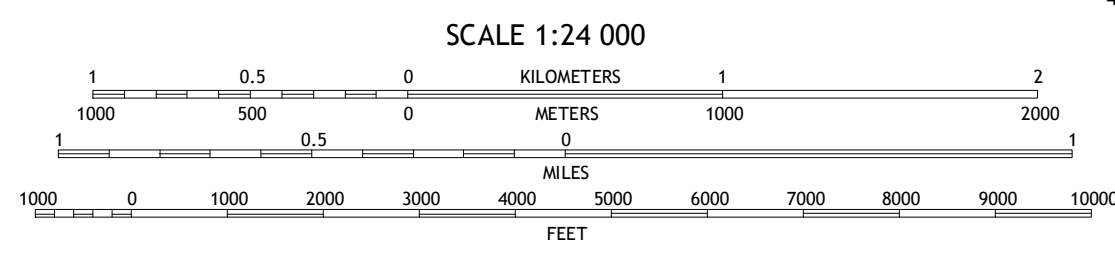 SCALE 1:24 000
1 0.5 0 KILOMETERS 1 2
1000 500 0 METERS 1000 2000
1 0.5 0 1
MILES
1000 0 1000 2000 3000 4000 5000 6000 7000 8000 9000 10000
FEET